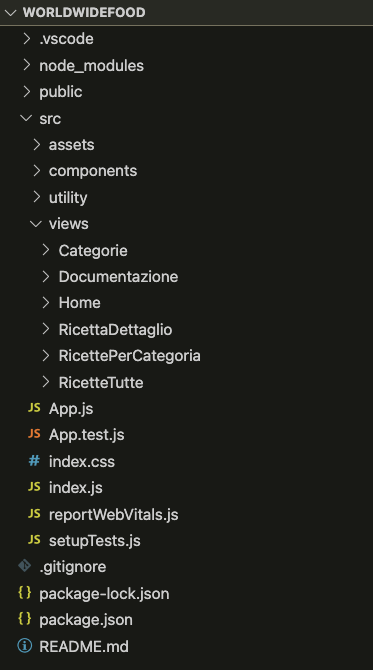 WORLDWIDEFOOD
.vscode
node_modules
public
src
assets
components
utility
views
Categorie
Documentazione
Home
RicettaDettaglio
RicettePerCategoria
RicetteTutte
JS App.js
JS App.test.js
# index.css
JS index.js
JS reportWebVitals.js
JS setupTests.js
.gitignore
{} package-lock.json
{} package.json
README.md